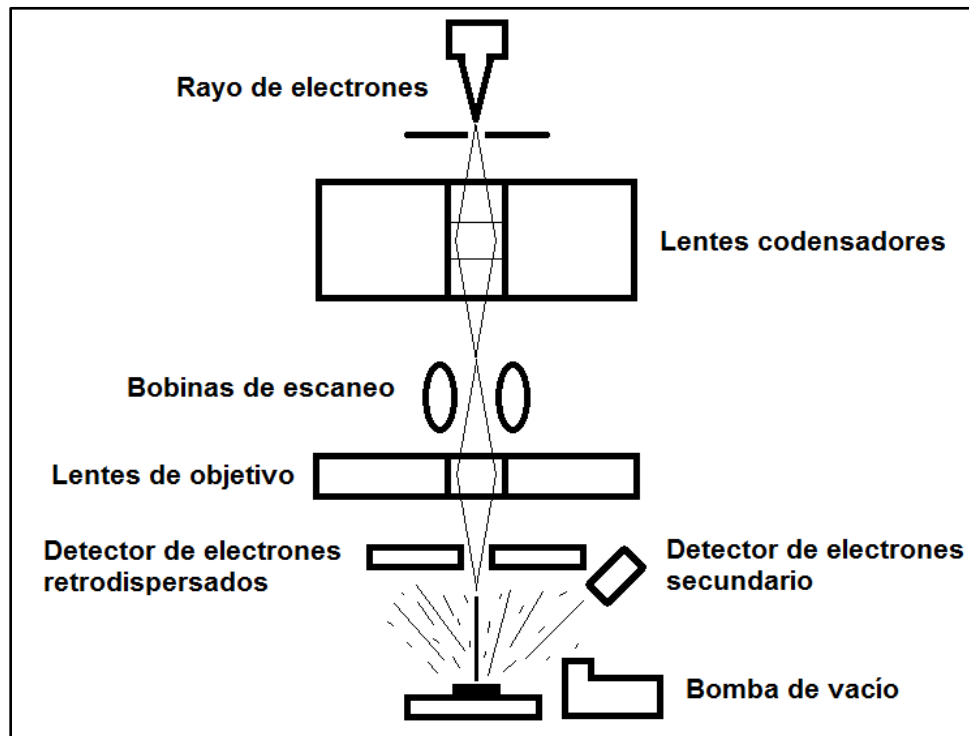 Rayo de electrones
Lentes codensadores
Bobinas de escaneo
Lentes de objetivo
Detector de electrones
retrodispersados
Detector de electrones
secundario
Bomba de vacío